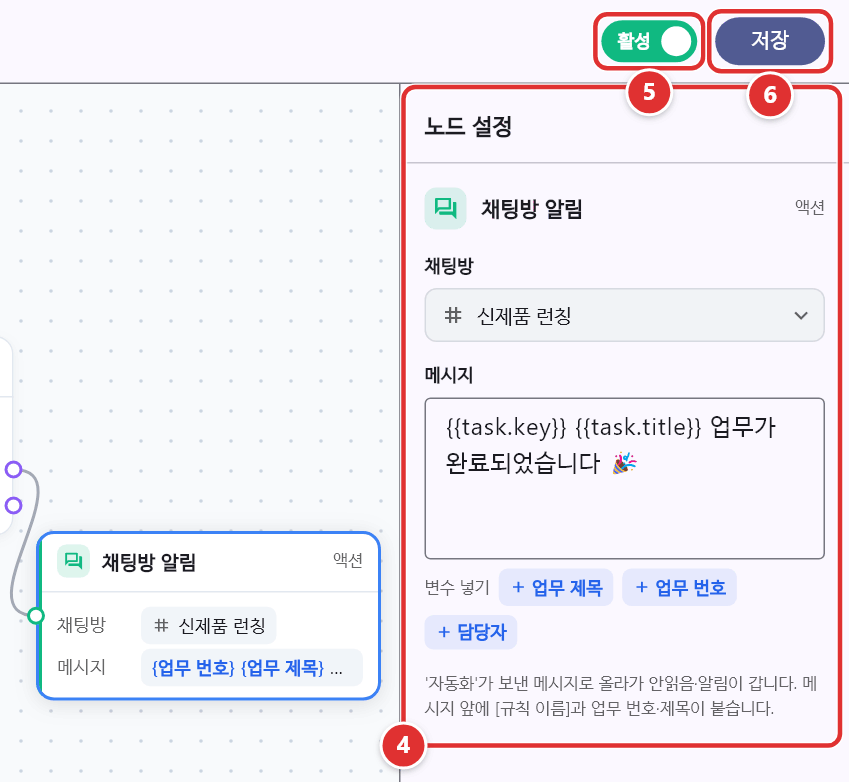 활성
저장
5
6
노드 설정
채팅방 알림 액션
채팅방
# 신제품 런칭
메시지
{{task.key}} {{task.title}} 업무가
완료되었습니다 🎉
변수 넣기 + 업무 제목 + 업무 번호
+ 담당자
'자동화'가 보낸 메시지로 올라가 안읽음·알림이 갑니다. 메
시지 앞에 [규칙 이름]과 업무 번호·제목이 붙습니다.
4
채팅방 알림 액션
채팅방 # 신제품 런칭
메시지 {업무 번호} {업무 제목} ...